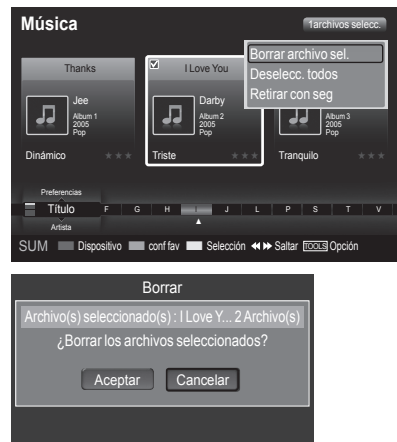 Música
1archivos selecc.
Borrar archivo sel.
Deselecc. todos
Retirar con seg
Thanks
I Love You
Jee
Album 1
2005
Pop
Darby
Album 2
2005
Pop
Album 3
2005
Pop
Dinámico
Triste
Tranquilo
Preferencias
Título F G H I J L P S T V
Artista
SUM Dispositivo conf fav Selección Saltar TOOLS Opción
Borrar
Archivo(s) seleccionado(s) : I Love Y... 2 Archivo(s)
¿Borrar los archivos seleccionados?
Aceptar Cancelar